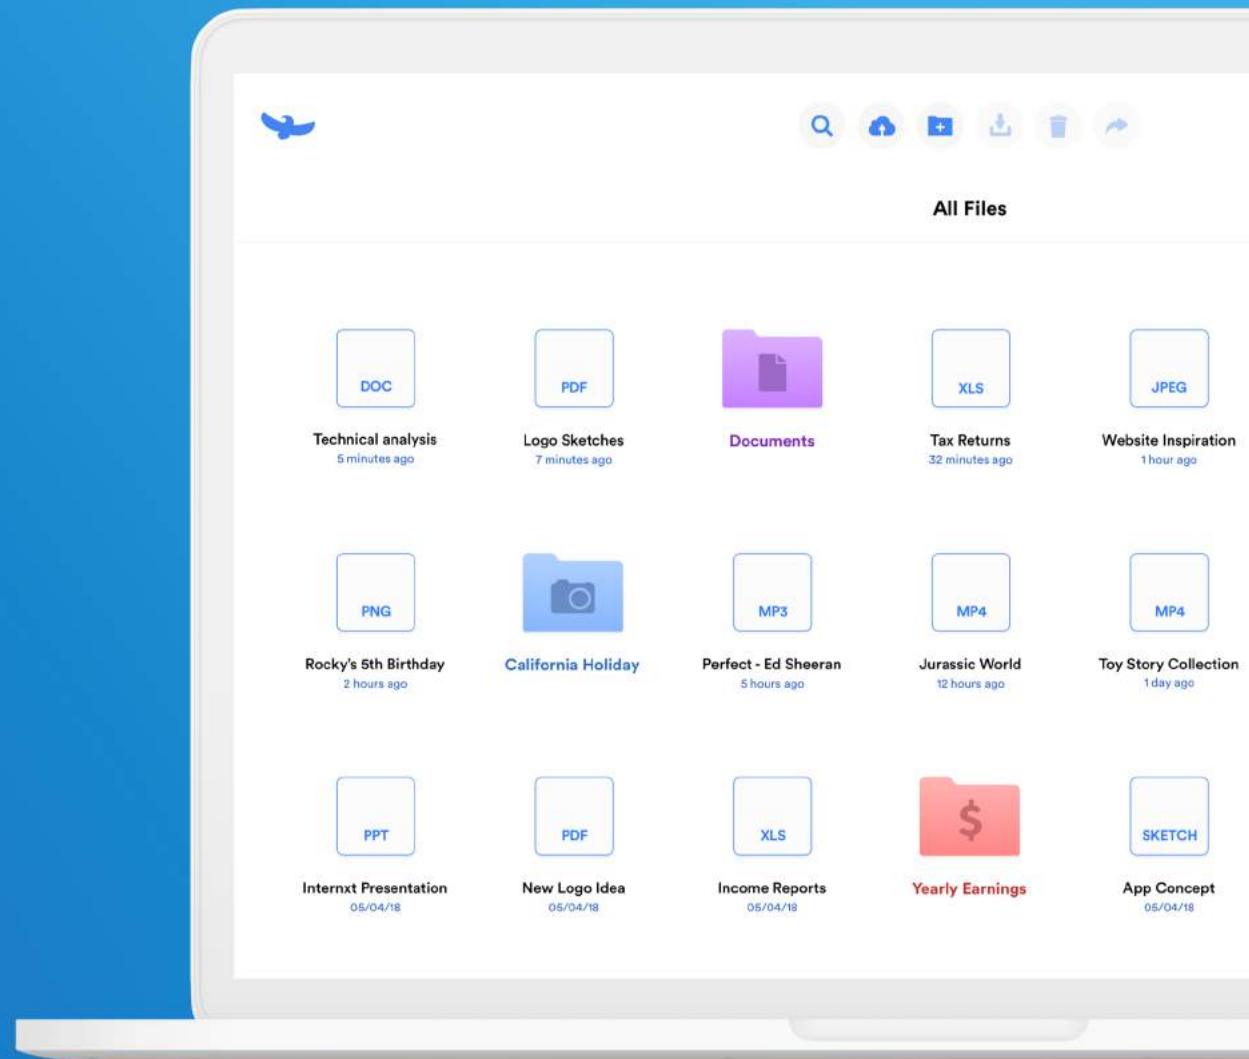 All Files
DOC
PDF
XLS
JPEG
Technical analysis
Logo Sketches
Documents
Tax Returns
Website Inspiration
5 minutes ago
7 minutes ago
32 minutes ago
1 hour ago
PNG
MP3
MP4
MP4
Rocky's 5th Birthday
California Holiday
Perfect - Ed Sheeran
Jurassic World
Toy Story Collection
2 hours ago
5 hours ago
12 hours ago
1 day ago
PPT
PDF
XLS
$
SKETCH
Internxt Presentation
New Logo Idea
Income Reports
Yearly Earnings
App Concept
05/04/18
05/04/18
05/04/18
05/04/18